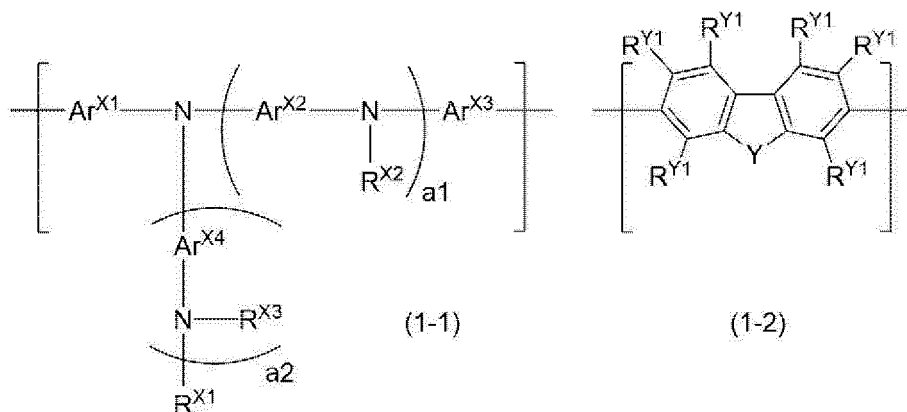 R^Y1 R^Y1 R^Y1 R^Y1
Ar^X1 N Ar^X2 N Ar^X3
R^X2 a1
R^Y1 Y R^Y1
Ar^X4
N R^X3
a2
R^X1
(1-1) (1-2)